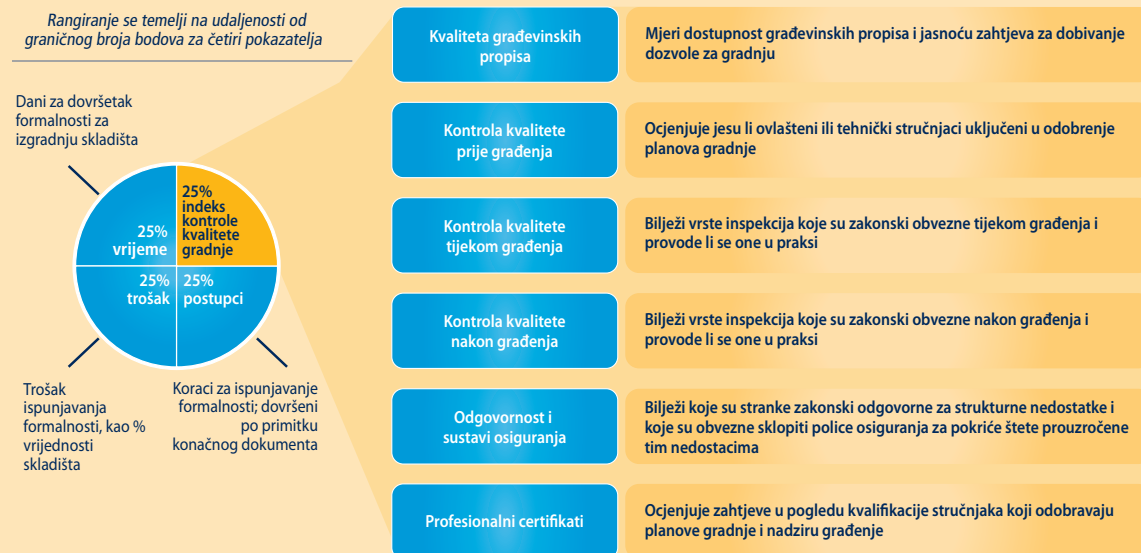 Rangiranje se temelji na udaljenosti od
graničnog broja bodova za četiri pokazatelja
Dani za dovršetak
formalnosti za
izgradnju skladišta
25%
vrijeme
25%
indeks
kontrole
kvalitete
gradnje
25%
trošak
25%
postupci
Trošak
ispunjavanja
formalnosti, kao %
vrijednosti
skladišta
Koraci za ispunjavanje
formalnosti; dovršeni
po primitku
konačnog dokumenta
Kvaliteta građevinskih
propisa
Mjeri dostupnost građevinskih propisa i jasnoću zahtjeva za dobivanje
dozvole za gradnju
Kontrola kvalitete
prije građenja
Ocjenjuje jesu li ovlašteni ili tehnički stručnjaci uključeni u odobrenje
planova gradnje
Kontrola kvalitete
tijekom građenja
Bilježi vrste inspekcija koje su zakonski obvezne tijekom građenja i
provode li se one u praksi
Kontrola kvalitete
nakon građenja
Bilježi vrste inspekcija koje su zakonski obvezne nakon građenja i
provode li se one u praksi
Odgovornost i
sustavi osiguranja
Bilježi koje su stranke zakonski odgovorne za strukturne nedostatke i
koje su obvezne sklopiti police osiguranja za pokriće štete prouzročene
tim nedostacima
Profesionalni certifikati
Ocjenjuje zahtjeve u pogledu kvalifikacije stručnjaka koji odobravaju
planove gradnje i nadziru građenje